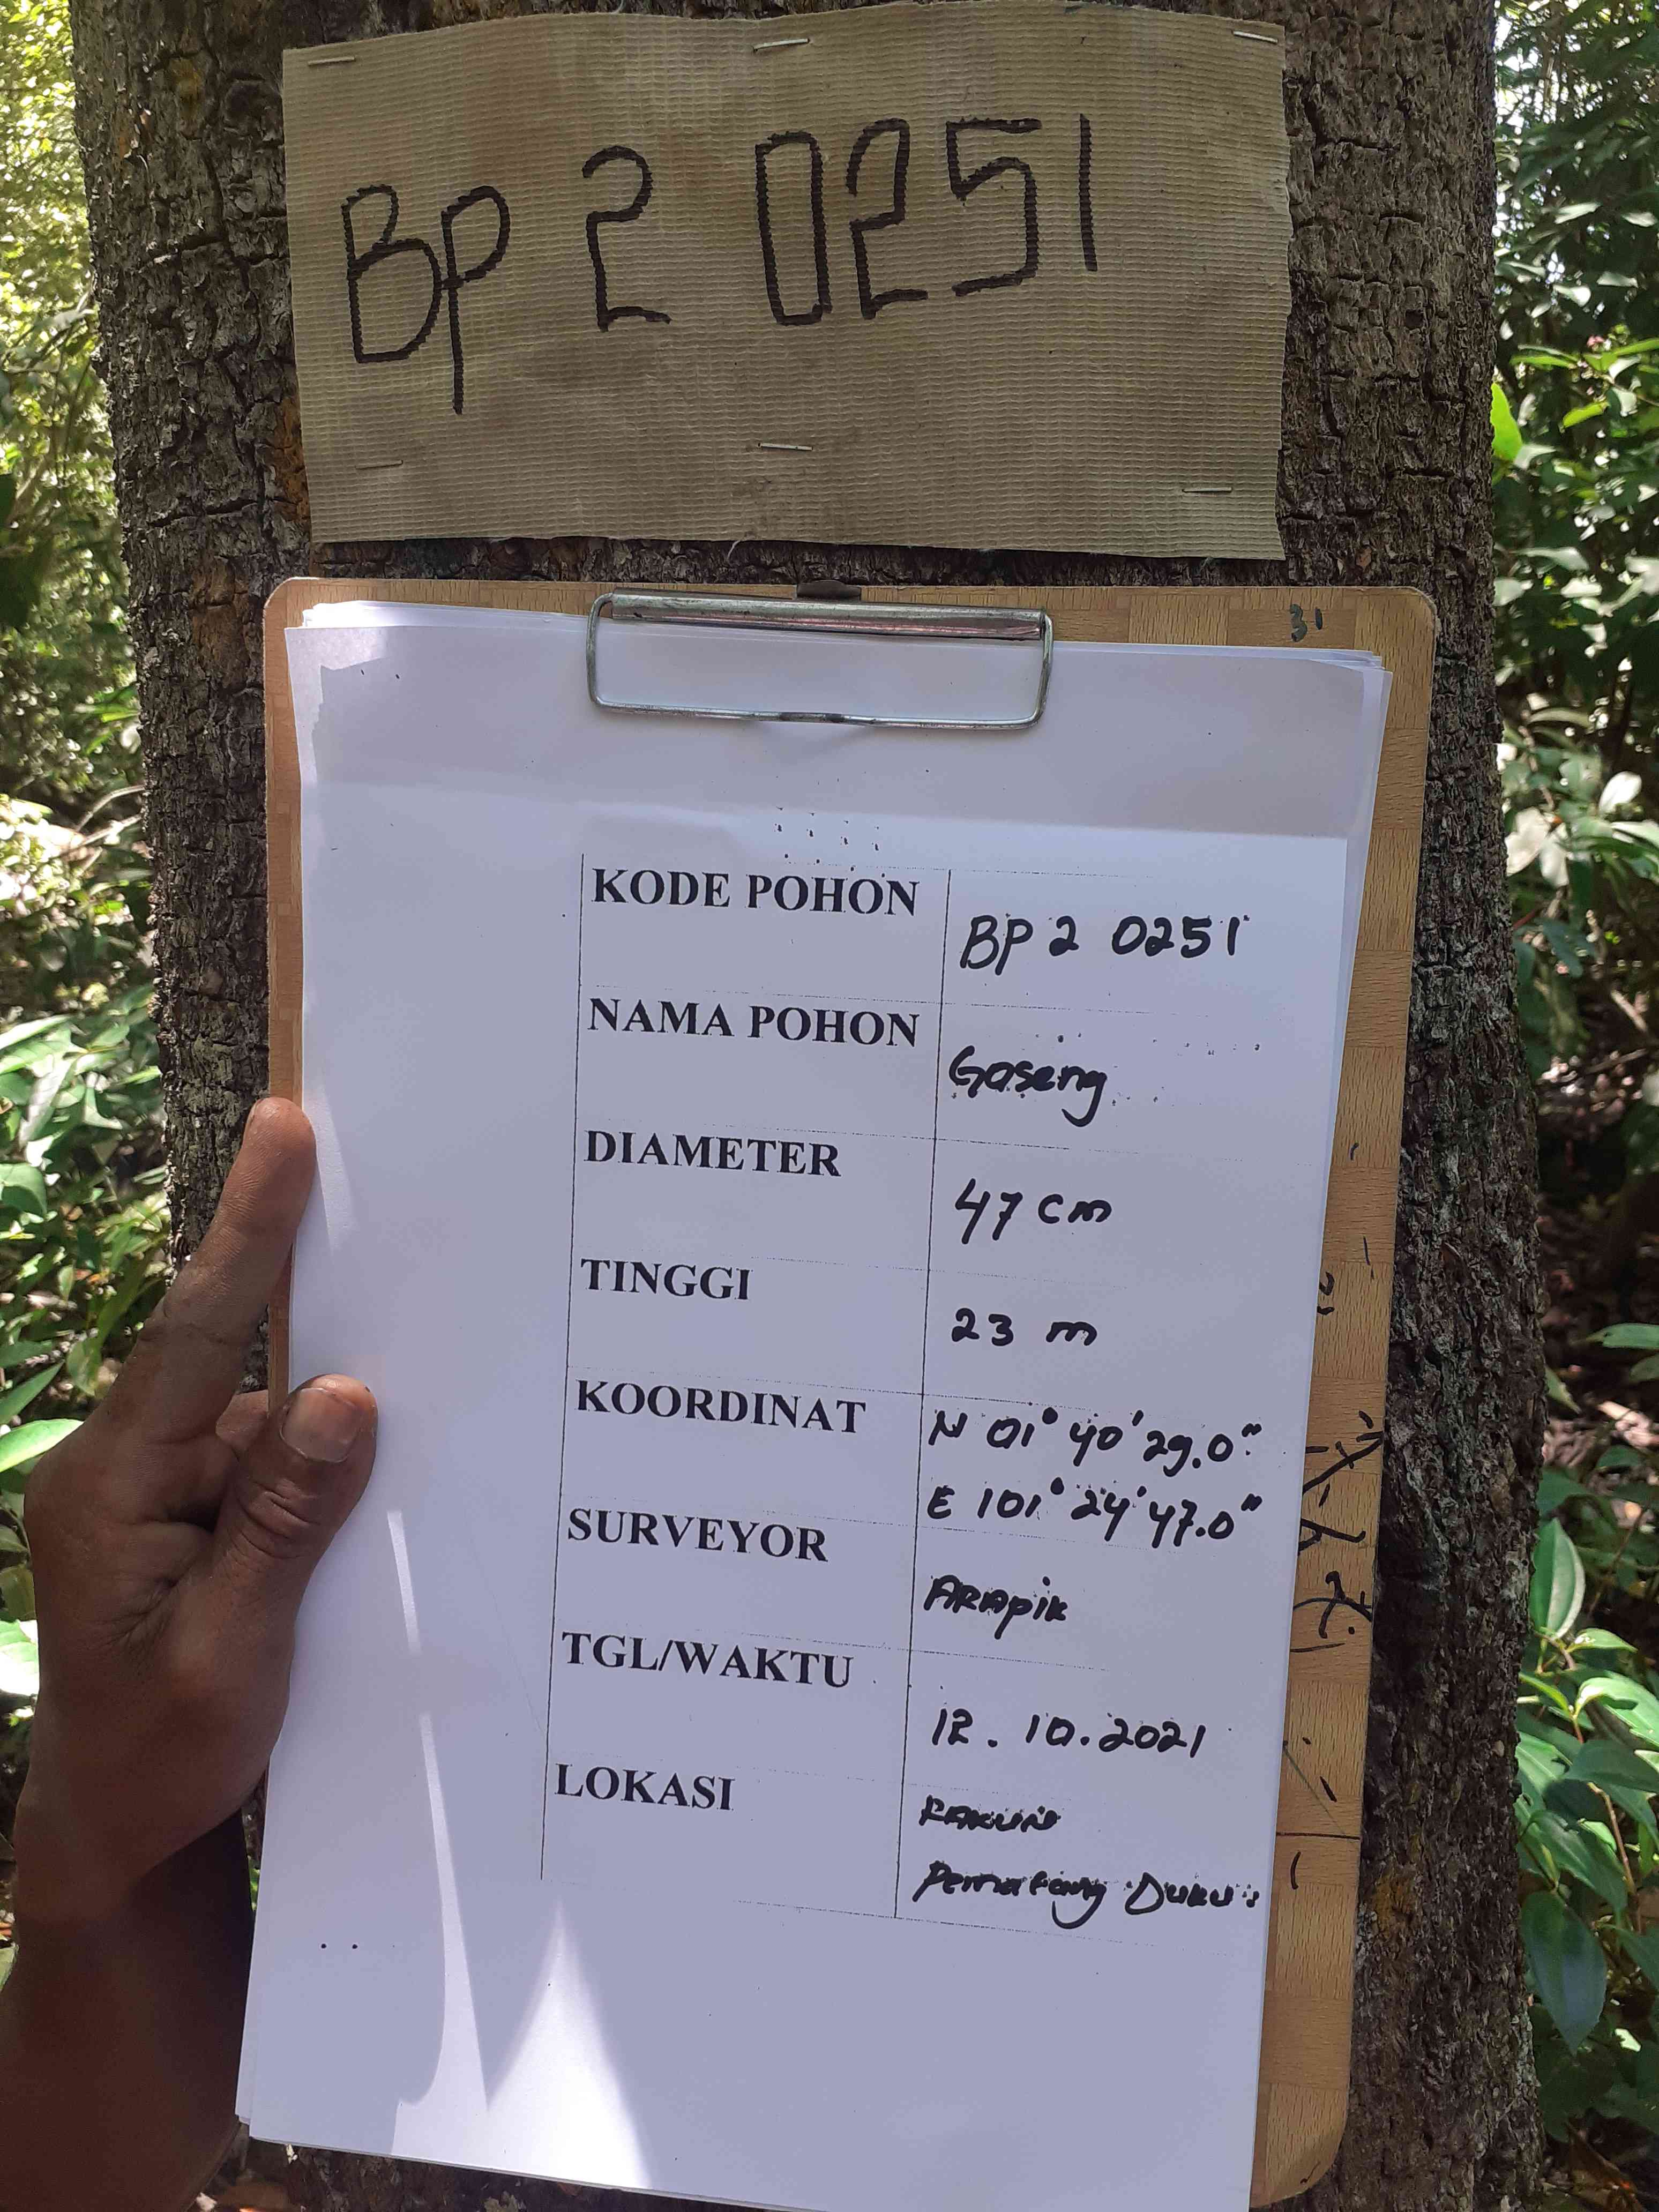 BP 2 0251
31
KODE POHON
BP 2 0251
NAMA POHON
Gaseng
DIAMETER
47 cm
TINGGI
23 m
KOORDINAT
N 01° 40' 29.0"
E 101° 24' 47.0"
SURVEYOR
ARApik
TGL/WAKTU
12.10.2021
LOKASI
Pematang Duku